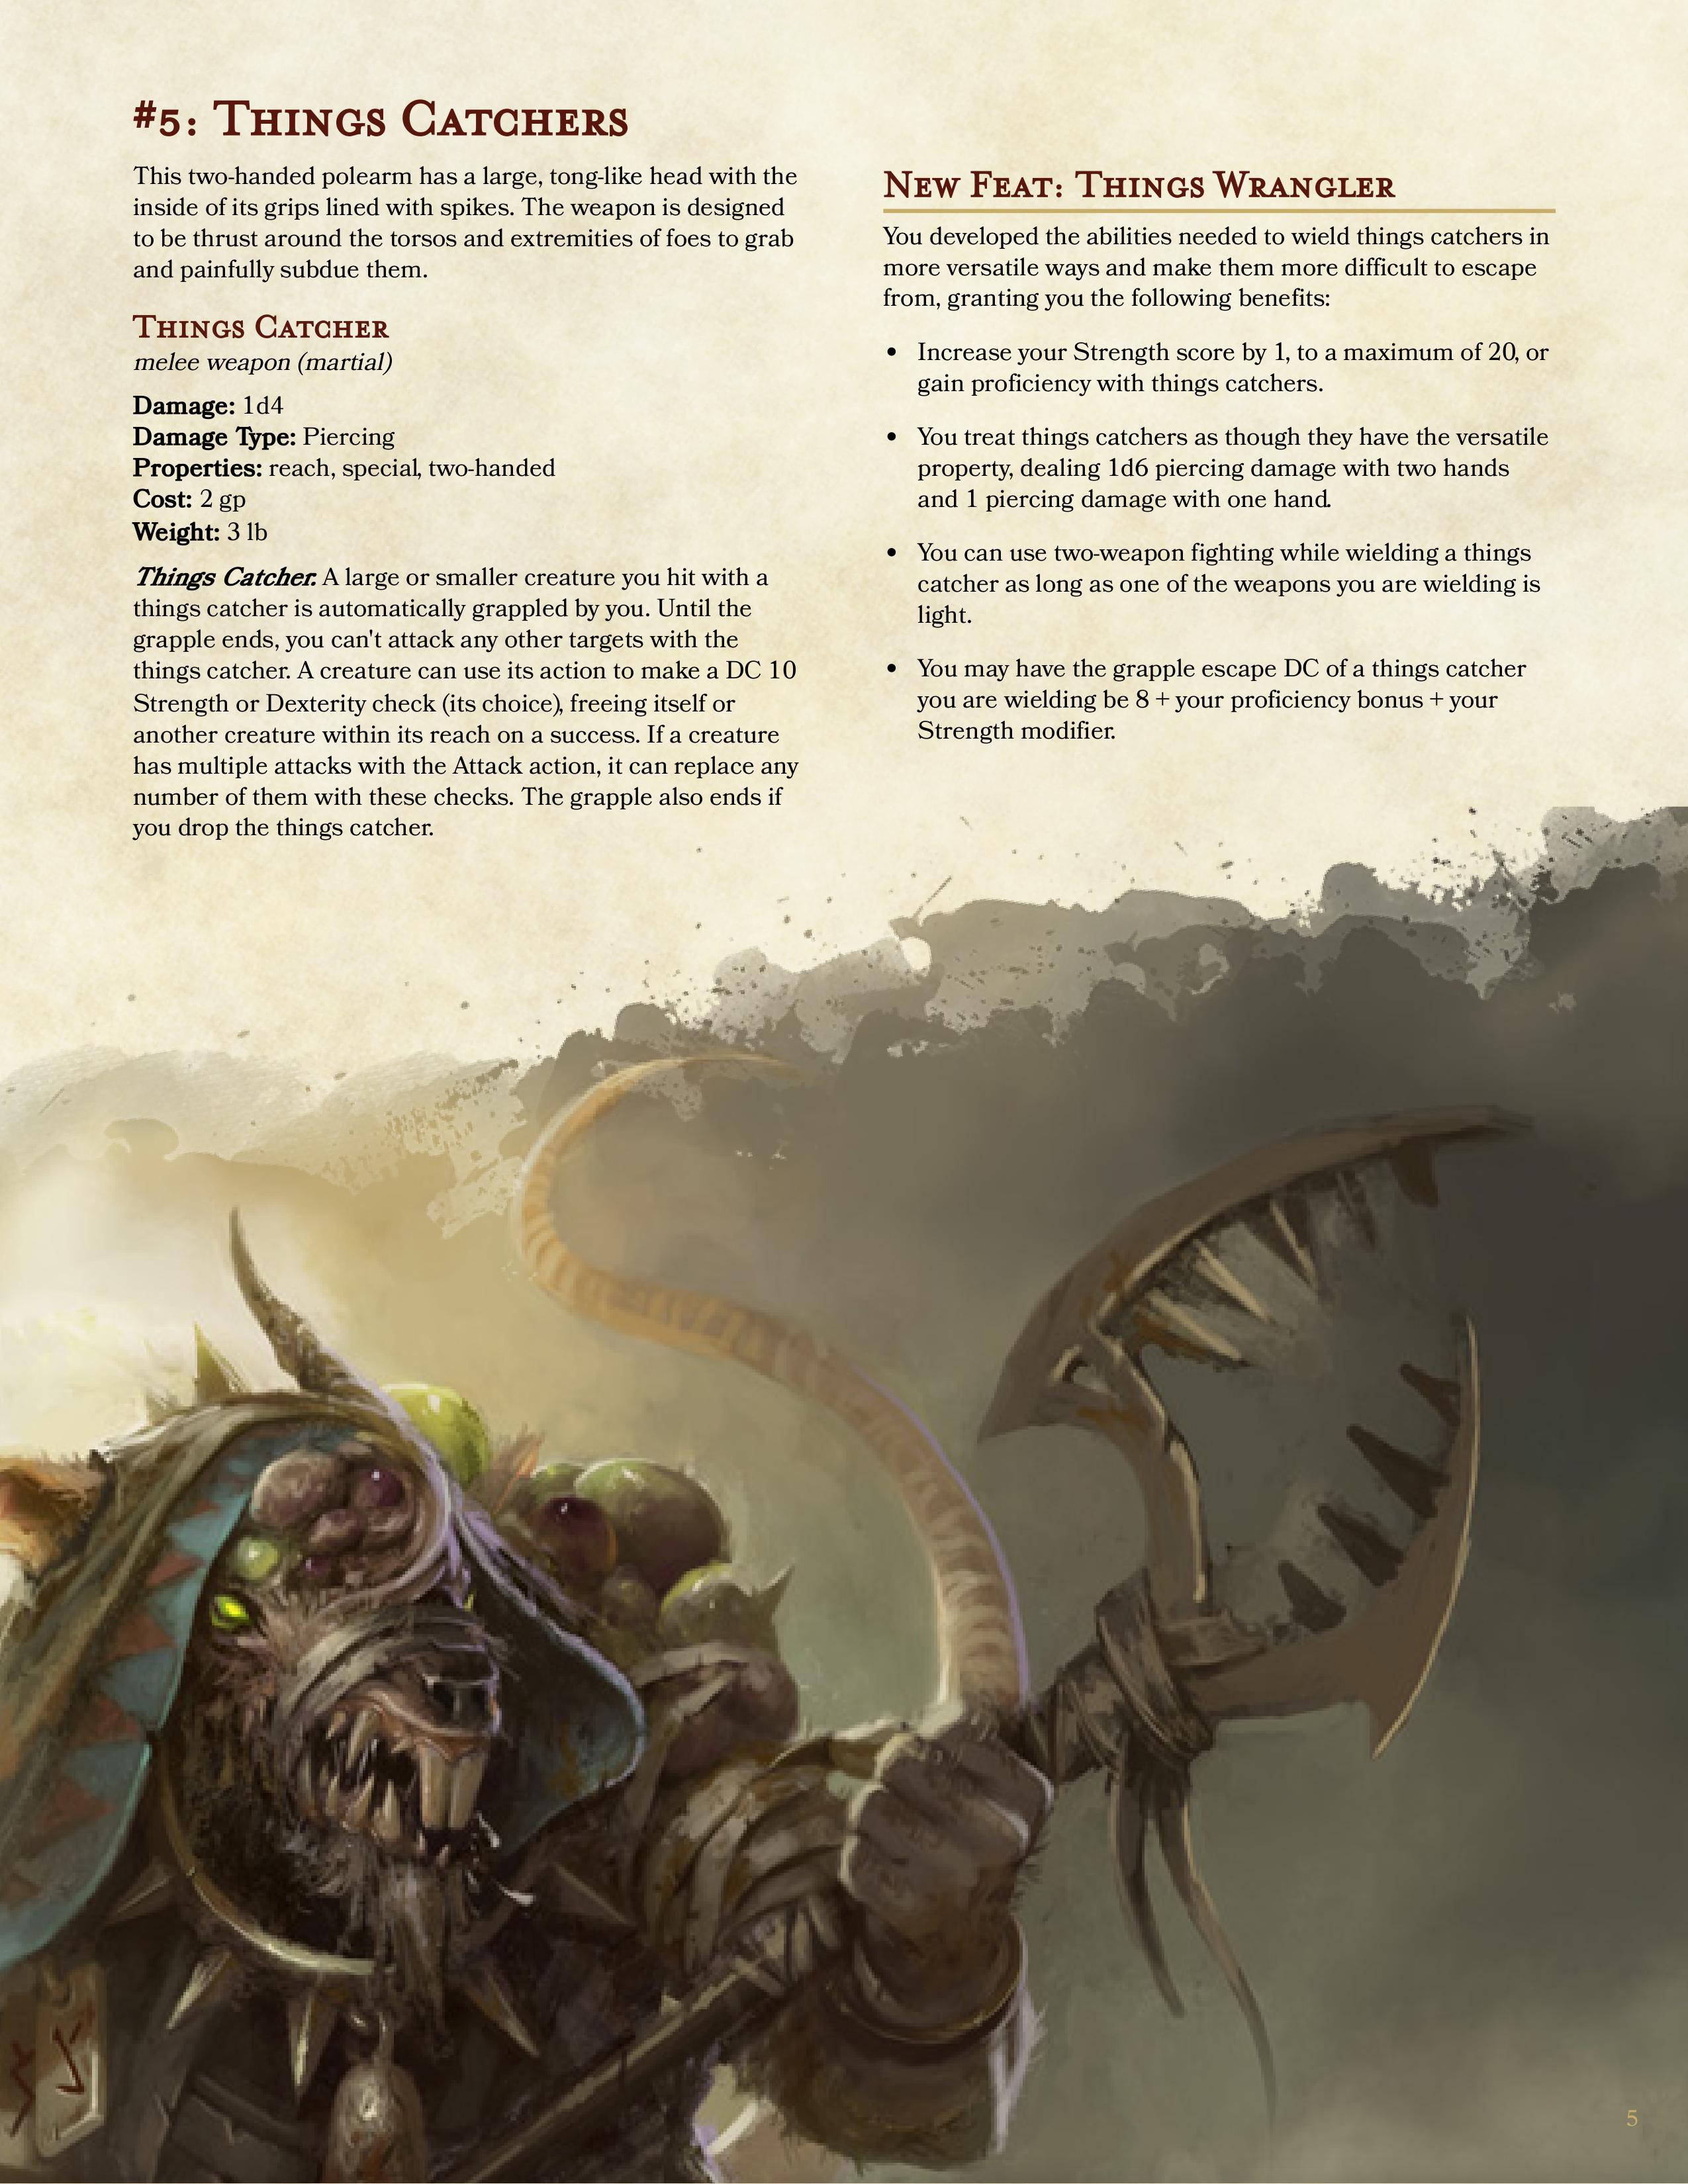 #5: Things Catchers
This two-handed polearm has a large, tong-like head with the
inside of its grips lined with spikes. The weapon is designed
to be thrust around the torsos and extremities of foes to grab
and painfully subdue them.
Things Catcher
melee weapon (martial)
Damage: 1d4
Damage Type: Piercing
Properties: reach, special, two-handed
Cost: 2 gp
Weight: 3 lb
Things Catcher. A large or smaller creature you hit with a
things catcher is automatically grappled by you. Until the
grapple ends, you can't attack any other targets with the
things catcher. A creature can use its action to make a DC 10
Strength or Dexterity check (its choice), freeing itself or
another creature within its reach on a success. If a creature
has multiple attacks with the Attack action, it can replace any
number of them with these checks. The grapple also ends if
you drop the things catcher.
New Feat: Things Wrangler
You developed the abilities needed to wield things catchers in
more versatile ways and make them more difficult to escape
from, granting you the following benefits:
• Increase your Strength score by 1, to a maximum of 20, or
gain proficiency with things catchers.
• You treat things catchers as though they have the versatile
property, dealing 1d6 piercing damage with two hands
and 1 piercing damage with one hand.
• You can use two-weapon fighting while wielding a things
catcher as long as one of the weapons you are wielding is
light.
• You may have the grapple escape DC of a things catcher
you are wielding be 8 + your proficiency bonus + your
Strength modifier.
5